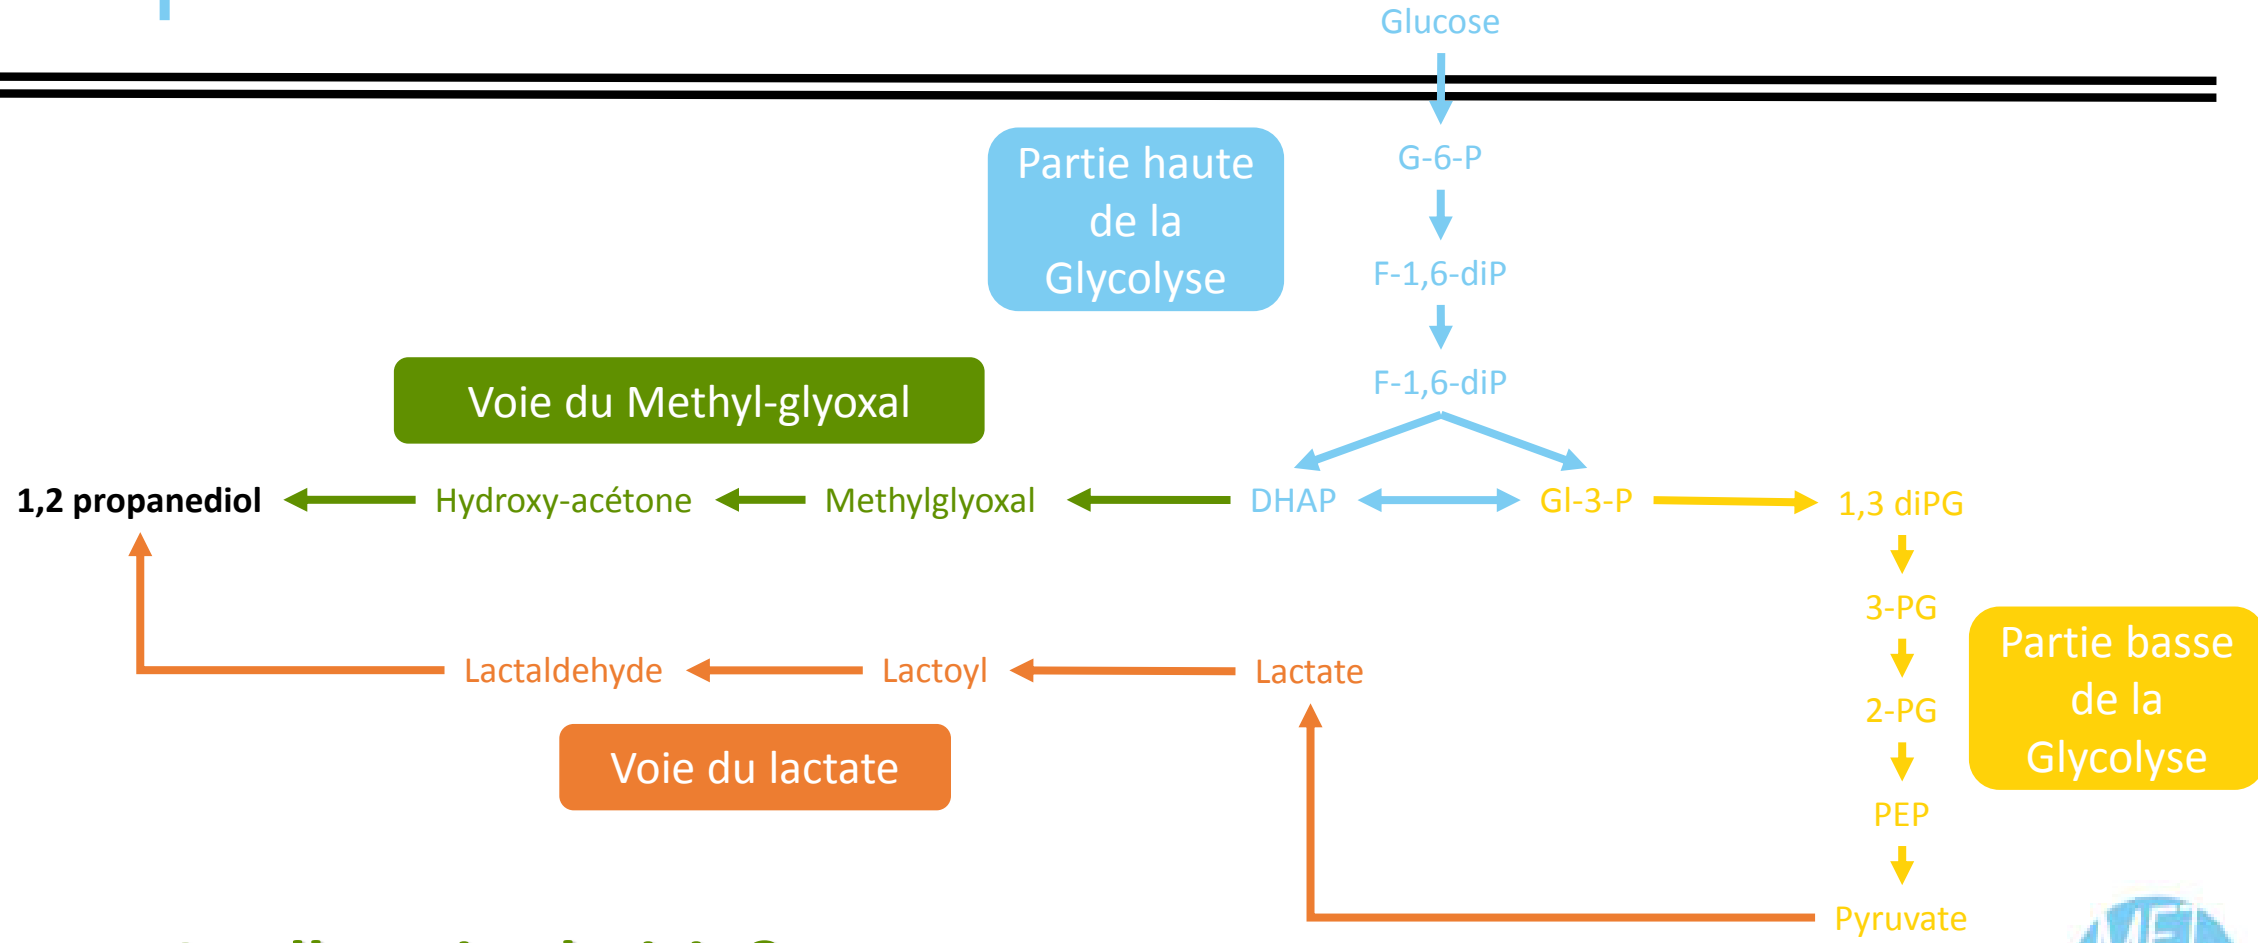 Glucose
Partie haute
de la
Glycolyse
G-6-P
F-1,6-diP
F-1,6-diP
Voie du Methyl-glyoxal
1,2 propanediol
Hydroxy-acétone
Methylglyoxal
DHAP
Gl-3-P
1,3 diPG
3-PG
2-PG
PEP
Pyruvate
Partie basse
de la
Glycolyse
Lactaldehyde
Lactoyl
Lactate
Voie du lactate
MET